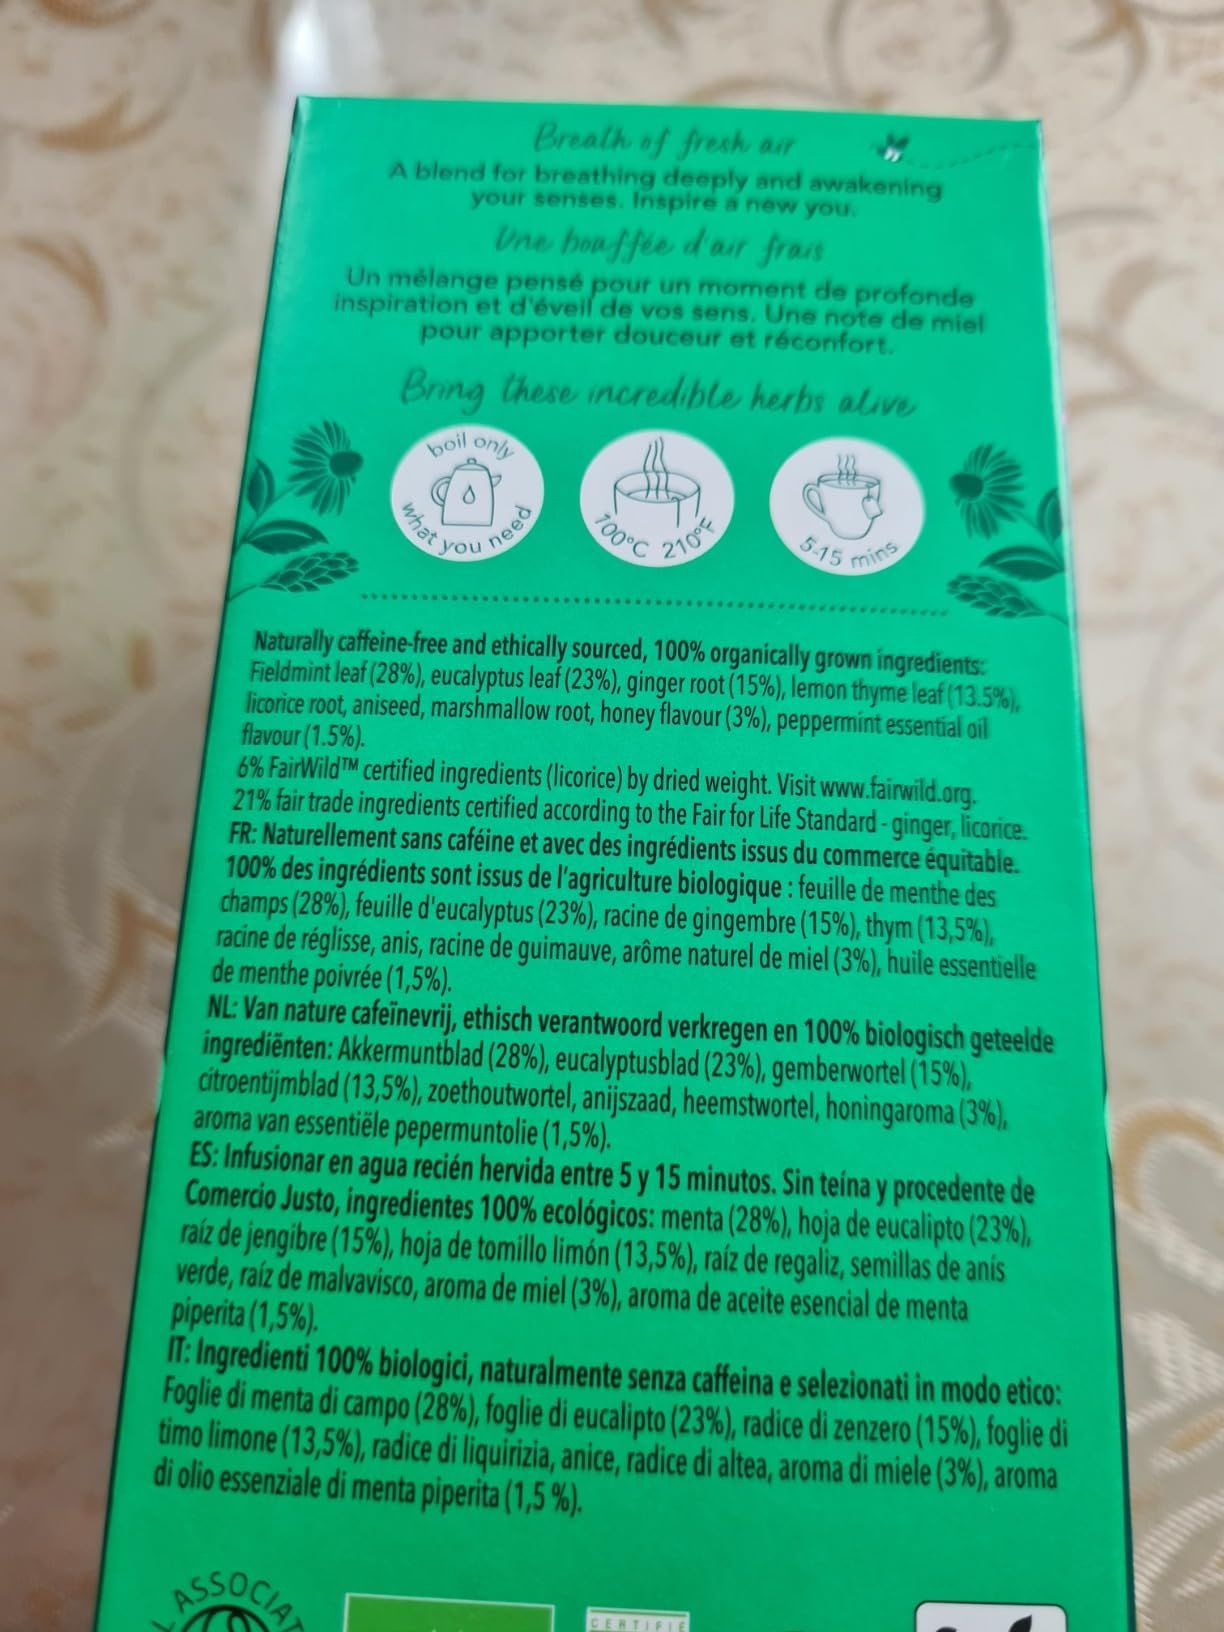 Breath of fresh air
A blend for breathing deeply and awakening
your senses. Inspire a new you.
Une bouffée d'air frais
Un mélange pensé pour un moment de profonde
inspiration et d'éveil de vos sens. Une note de miel
pour apporter douceur et réconfort.
Bring these incredible herbs alive
boil only
what you need
100°C 210°F
5-15 mins
Naturally caffeine-free and ethically sourced, 100% organically grown ingredients:
Fieldmint leaf (28%), eucalyptus leaf (23%), ginger root (15%), lemon thyme leaf (13.5%),
licorice root, aniseed, marshmallow root, honey flavour (3%), peppermint essential oil
flavour (1.5%).
6% FairWild™ certified ingredients (licorice) by dried weight. Visit www.fairwild.org.
21% fair trade ingredients certified according to the Fair for Life Standard - ginger, licorice.
FR: Naturellement sans caféine et avec des ingrédients issus du commerce équitable.
100% des ingrédients sont issus de l'agriculture biologique : feuille de menthe des
champs (28%), feuille d'eucalyptus (23%), racine de gingembre (15%), thym (13,5%),
racine de réglisse, anis, racine de guimauve, arôme naturel de miel (3%), huile essentielle
de menthe poivrée (1,5%).
NL: Van nature cafeïnevrij, ethisch verantwoord verkregen en 100% biologisch geteelde
ingrediënten: Akkermuntblad (28%), eucalyptusblad (23%), gemberwortel (15%),
citroentijmblad (13,5%), zoethoutwortel, anijszaad, heemstwortel, honingaroma (3%),
aroma van essentiële pepermuntolie (1,5%).
ES: Infusionar en agua recién hervida entre 5 y 15 minutos. Sin teína y procedente de
Comercio Justo, ingredientes 100% ecológicos: menta (28%), hoja de eucalipto (23%),
raíz de jengibre (15%), hoja de tomillo limón (13,5%), raíz de regaliz, semillas de anís
verde, raíz de malvavisco, aroma de miel (3%), aroma de aceite esencial de menta
piperita (1,5%).
IT: Ingredienti 100% biologici, naturalmente senza caffeina e selezionati in modo etico:
Foglie di menta di campo (28%), foglie di eucalipto (23%), radice di zenzero (15%), foglie di
timo limone (13,5%), radice di liquirizia, anice, radice di altea, aroma di miele (3%), aroma
di olio essenziale di menta piperita (1,5 %).
L ASSOCIAT
CERTIFIE